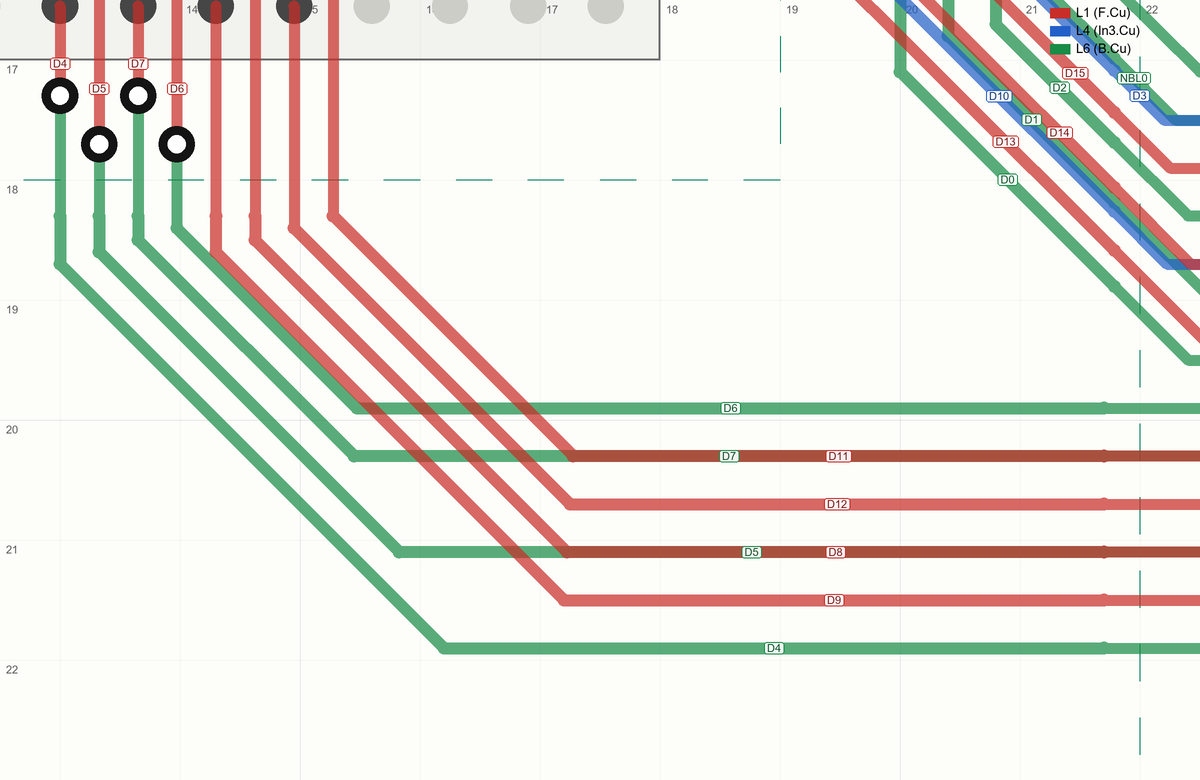 14
5
1
17
18
19
20
21
22
L1 (F.Cu)
L4 (In3.Cu)
L6 (B.Cu)
17
D4
D7
D5
D6
D15
D2
NBL0
D3
D10
D1
D14
D13
D0
18
19
D6
20
D7
D11
D12
21
D5
D8
D9
D4
22